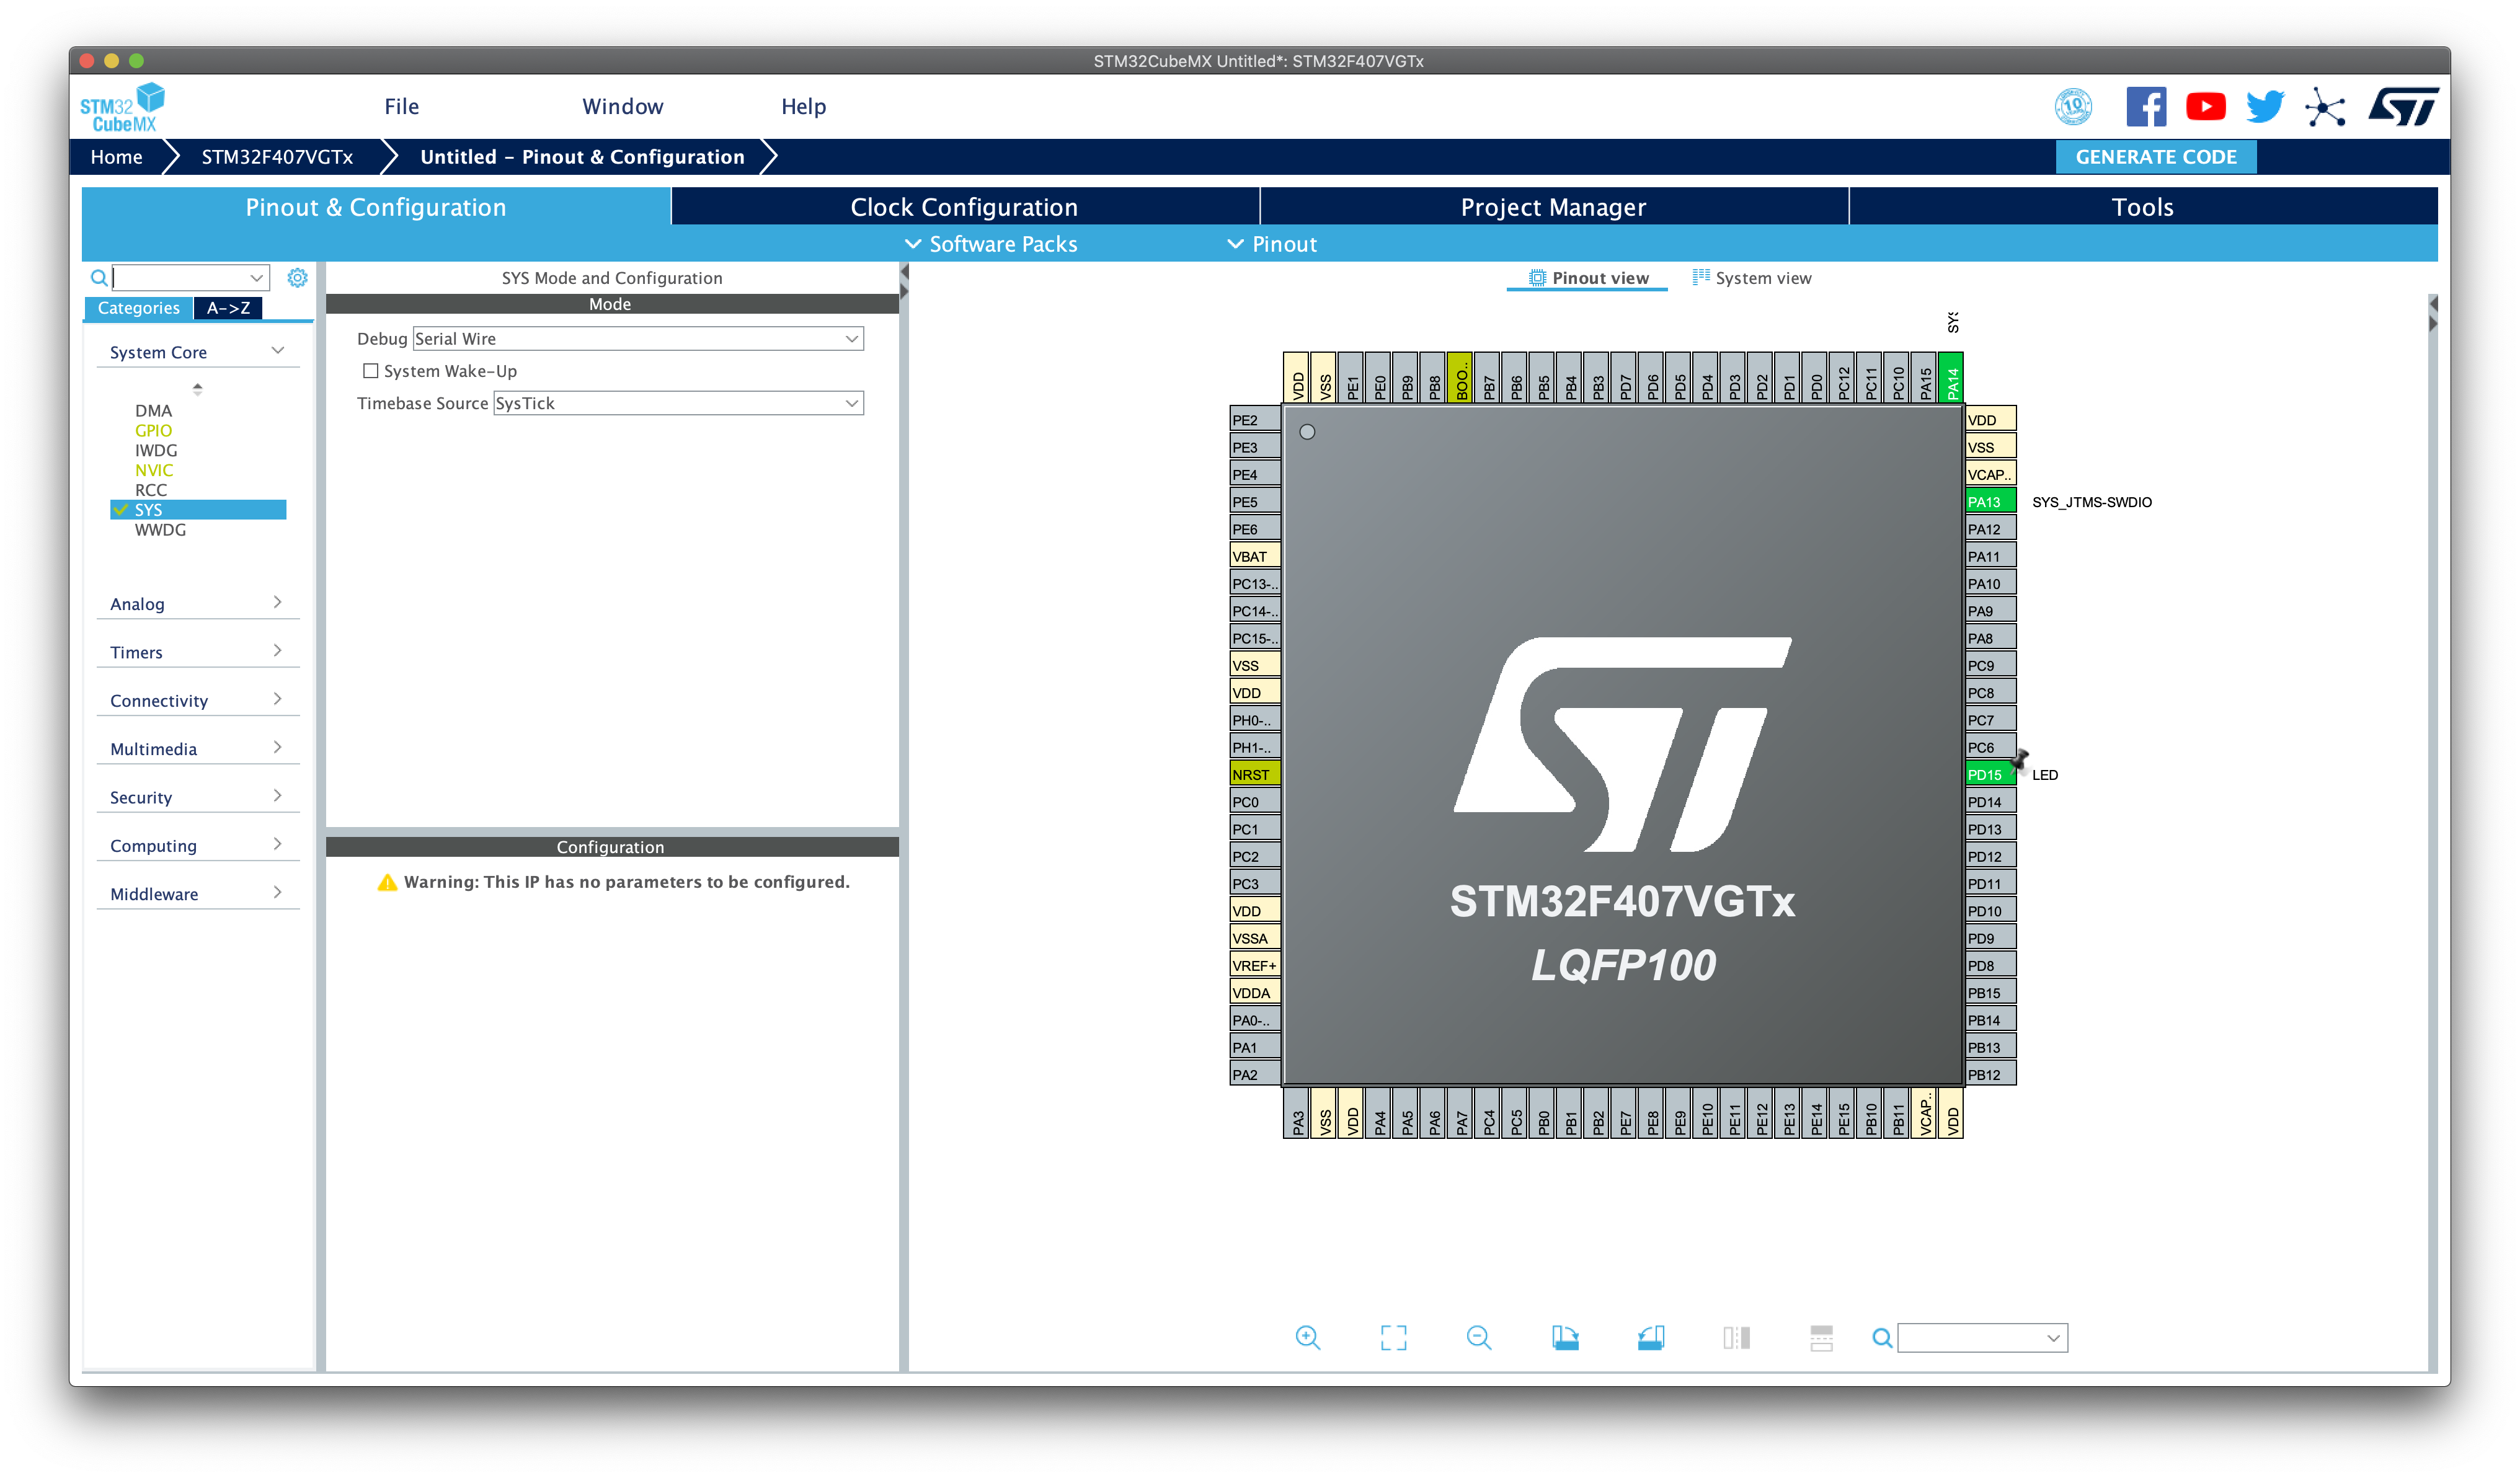 STM32CubeMX Untitled*: STM32F407VGTx
STM32 CubeMX
File
Window
Help
10
ST
Home
STM32F407VGTx
Untitled – Pinout & Configuration
GENERATE CODE
Pinout & Configuration
Clock Configuration
Project Manager
Tools
Software Packs
Pinout
Categories
A->Z
System Core
DMA
GPIO
IWDG
NVIC
RCC
SYS
WWDG
Analog
Timers
Connectivity
Multimedia
Security
Computing
Middleware
SYS Mode and Configuration
Mode
Debug Serial Wire
System Wake-Up
Timebase Source SysTick
Configuration
Warning: This IP has no parameters to be configured.
Pinout view
System view
SYS
VDD
VSS
PE1
PE0
PB9
PB8
BOO..
PB7
PB6
PB5
PB4
PB3
PD7
PD6
PD5
PD4
PD3
PD2
PD1
PD0
PC12
PC11
PC10
PA15
PA14
PE2
PE3
PE4
PE5
PE6
VBAT
PC13-..
PC14-..
PC15-..
VSS
VDD
PH0-..
PH1-..
NRST
PC0
PC1
PC2
PC3
VDD
VSSA
VREF+
VDDA
PA0-..
PA1
PA2
ST
STM32F407VGTx
LQFP100
VDD
VSS
VCAP..
PA13 SYS_JTMS-SWDIO
PA12
PA11
PA10
PA9
PA8
PC9
PC8
PC7
PC6
PD15 LED
PD14
PD13
PD12
PD11
PD10
PD9
PD8
PB15
PB14
PB13
PB12
PA3
VSS
VDD
PA4
PA5
PA6
PA7
PC4
PC5
PB0
PB1
PB2
PE7
PE8
PE9
PE10
PE11
PE12
PE13
PE14
PE15
PB10
PB11
VCAP..
VDD